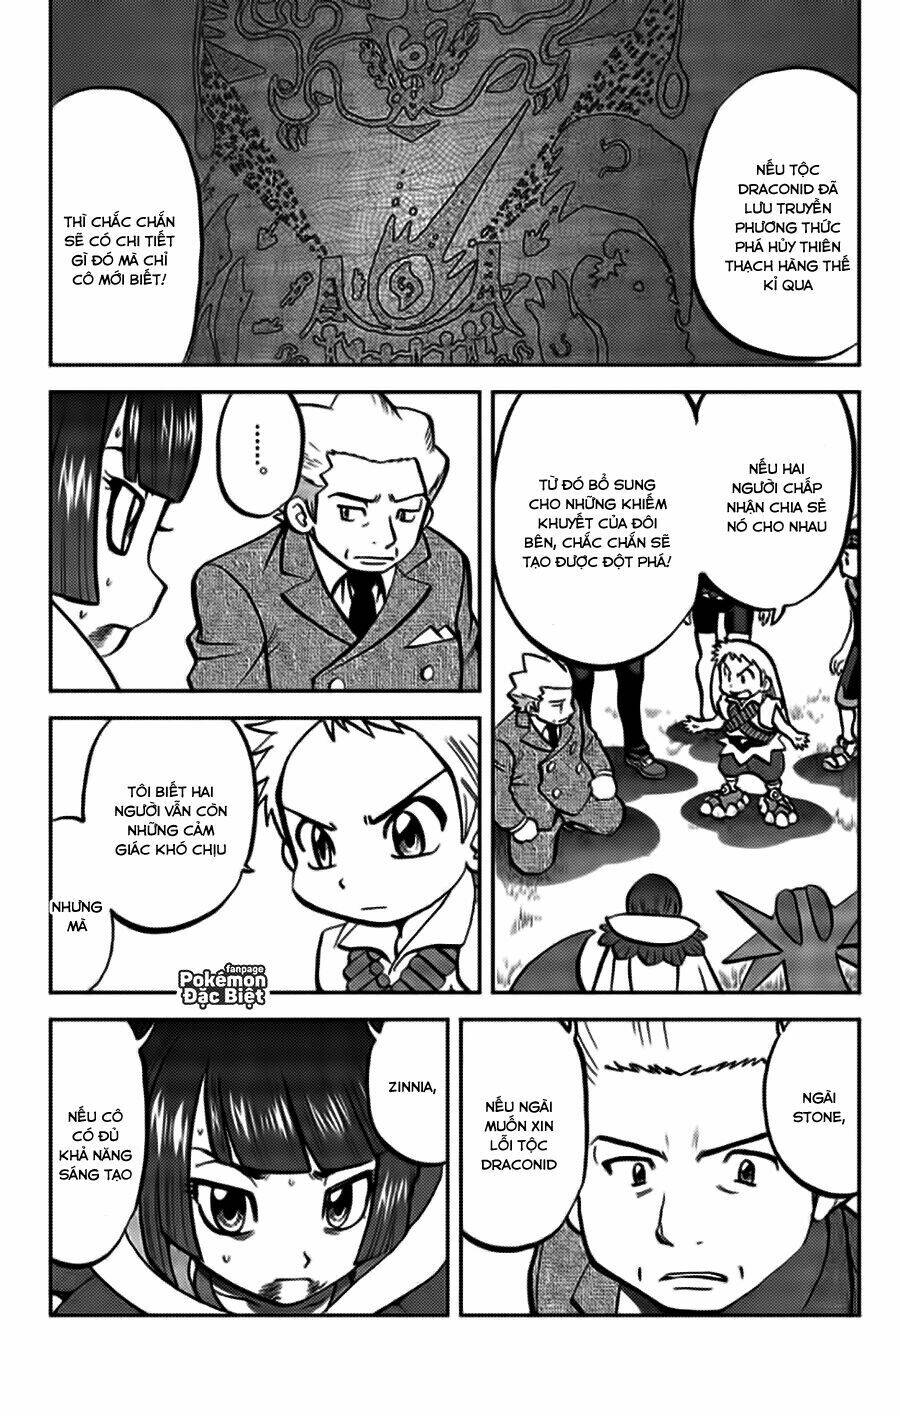 NẾU TỘC
DRACONID ĐÃ
LƯU TRUYỀN
PHƯƠNG THỨC
PHÁ HỦY THIÊN
THẠCH HÀNG THẾ
KỈ QUA
THÌ CHẮC CHẮN
SẼ CÓ CHI TIẾT
GÌ ĐÓ MÀ CHỈ
CÔ MỚI BIẾT!
NẾU HAI
NGƯỜI CHẤP
NHẬN CHIA SẺ
NÓ CHO NHAU
TỪ ĐÓ BỔ SUNG
CHO NHỮNG KHIẾM
KHUYẾT CỦA ĐÔI
BÊN, CHẮC CHẮN SẼ
TẠO ĐƯỢC ĐỘT PHÁ!
.......
TÔI BIẾT HAI
NGƯỜI VẪN CÒN
NHỮNG CẢM
GIÁC KHÓ CHỊU
NHƯNG
MÀ
fanpage
Pokémon
Đặc Biệt
NGÀI
STONE,
NẾU NGÀI
MUỐN XIN
LỖI TỘC
DRACONID
ZINNIA,
NẾU CÔ
CÓ ĐỦ
KHẢ NĂNG
SÁNG TẠO